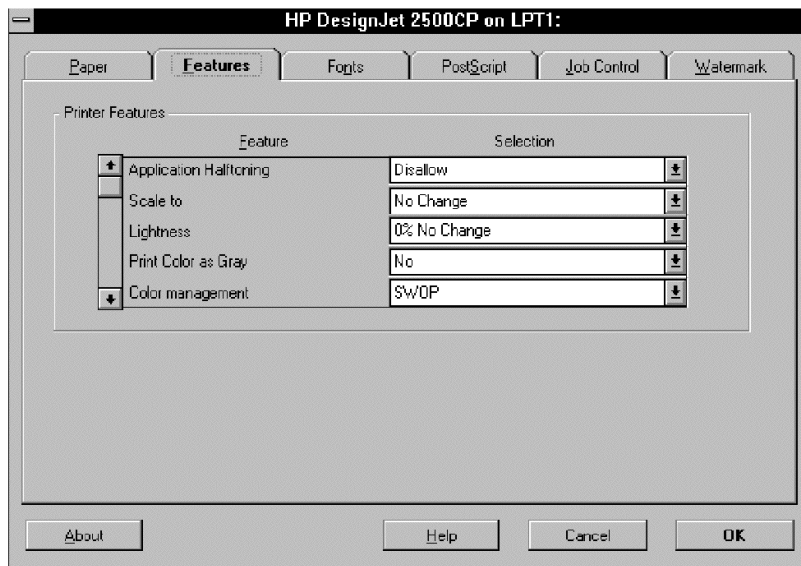 HP DesignJet 2500CP on LPT1:
Paper Features Fonts PostScript Job Control Watermark
Printer Features
Feature Selection
Application Halftoning Disallow
Scale to No Change
Lightness 0% No Change
Print Color as Gray No
Color management SWOP
About Help Cancel OK